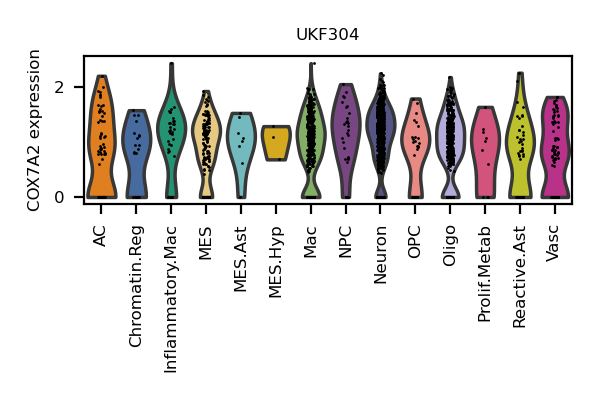 UKF304
COX7A2 expression
2
0
AC
Chromatin.Reg
Inflammatory.Mac
MES
MES.Ast
MES.Hyp
Mac
NPC
Neuron
OPC
Oligo
Prolif.Metab
Reactive.Ast
Vasc